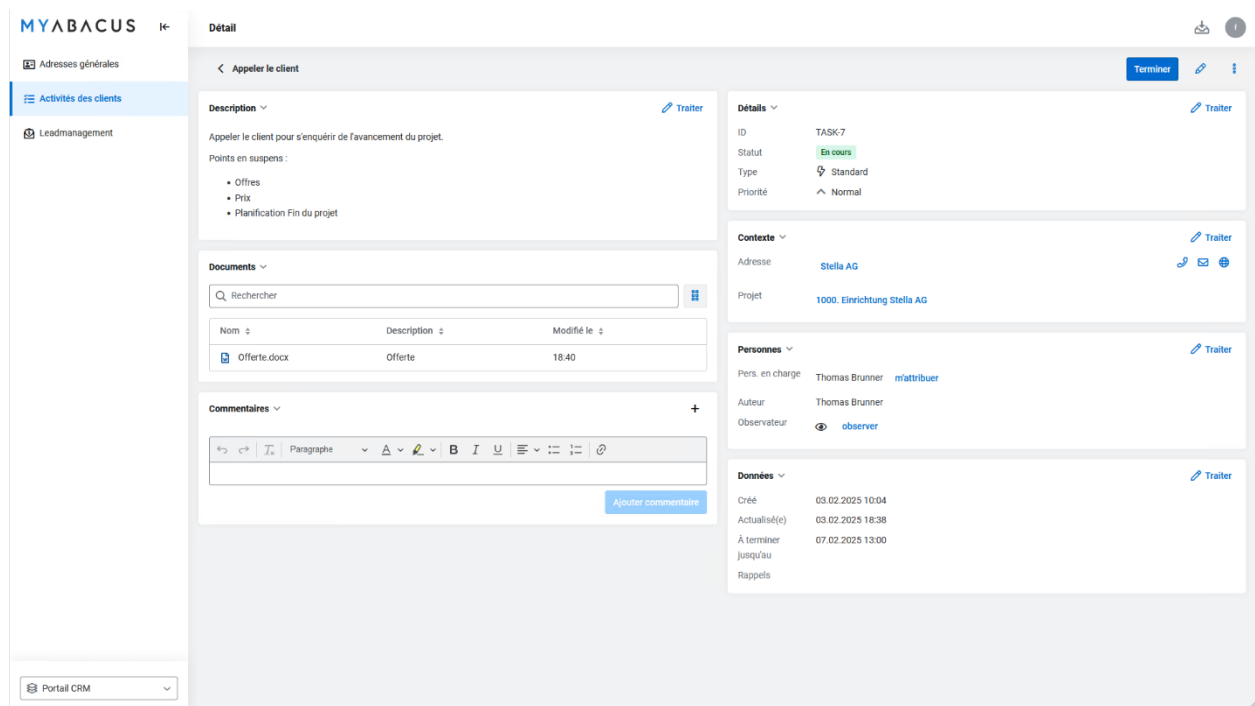 MYΛBΛCUS
Détail
I
Adresses générales
Activités des clients
Leadmanagement
Appeler le client
Terminer
Description
Traiter
Appeler le client pour s'enquérir de l'avancement du projet.
Points en suspens :
• Offres
• Prix
• Planification Fin du projet
Documents
Rechercher
Nom Description Modifié le
Offerte.docx Offerte 18:40
Commentaires
Paragraphe A B I U
Ajouter commentaire
Détails
Traiter
ID TASK-7
Statut En cours
Type Standard
Priorité Normal
Contexte
Traiter
Adresse Stella AG
Projet 1000. Einrichtung Stella AG
Personnes
Traiter
Pers. en charge Thomas Brunner m'attribuer
Auteur Thomas Brunner
Observateur observer
Données
Traiter
Créé 03.02.2025 10:04
Actualisé(e) 03.02.2025 18:38
À terminer 07.02.2025 13:00
jusqu'au
Rappels
Portail CRM